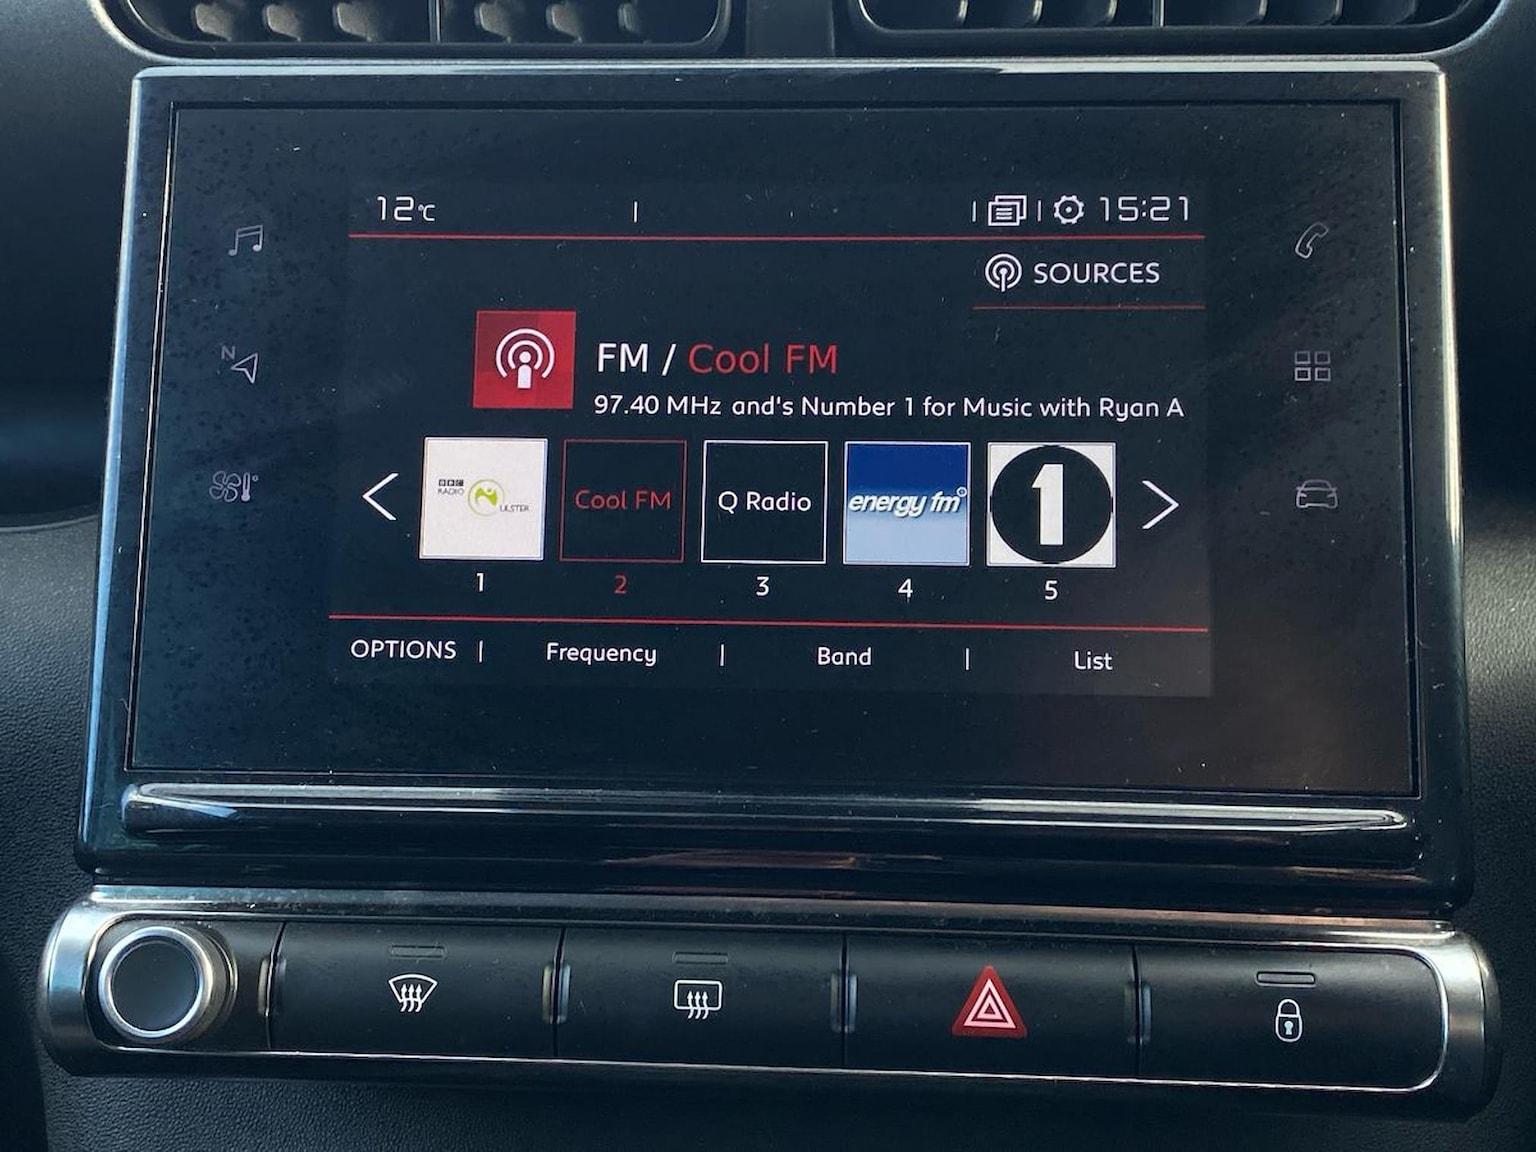 12°C
15:21
SOURCES
FM / Cool FM
97.40 MHz and's Number 1 for Music with Ryan A
N
BBC
RADIO
ULSTER
Cool FM
Q Radio
energy fm
1
1
2
3
4
5
OPTIONS | Frequency | Band | List